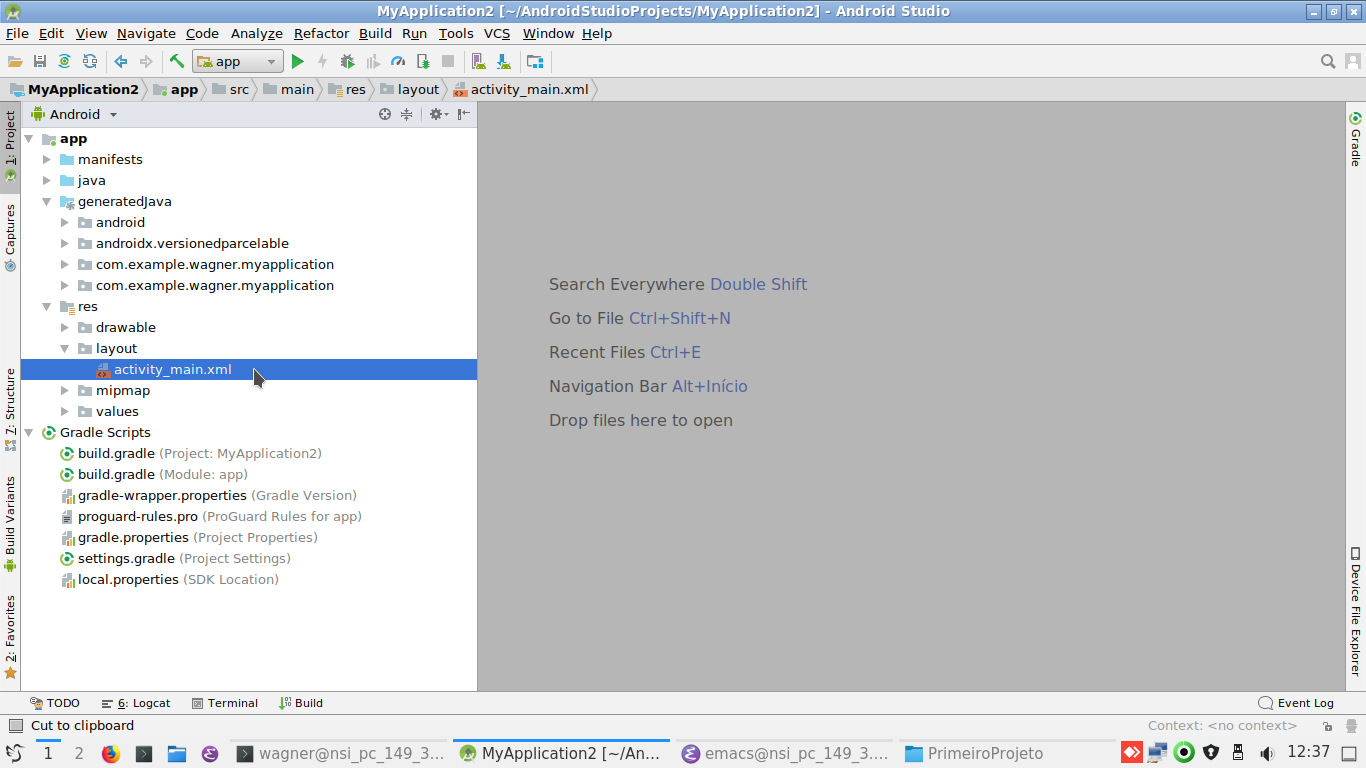 MyApplication2 [~/AndroidStudioProjects/MyApplication2] - Android Studio
File Edit View Navigate Code Analyze Refactor Build Run Tools VCS Window Help
app
MyApplication2 app src main res layout activity_main.xml
1: Project
Captures
7: Structure
Build Variants
2: Favorites
Android
app
manifests
java
generatedJava
android
androidx.versionedparcelable
com.example.wagner.myapplication
com.example.wagner.myapplication
res
drawable
layout
activity_main.xml
mipmap
values
Gradle Scripts
build.gradle (Project: MyApplication2)
build.gradle (Module: app)
gradle-wrapper.properties (Gradle Version)
proguard-rules.pro (ProGuard Rules for app)
gradle.properties (Project Properties)
settings.gradle (Project Settings)
local.properties (SDK Location)
Search Everywhere Double Shift
Go to File Ctrl+Shift+N
Recent Files Ctrl+E
Navigation Bar Alt+Início
Drop files here to open
Gradle
Device File Explorer
TODO 6: Logcat Terminal Build Event Log
Cut to clipboard Context: <no context>
1 2 wagner@nsi_pc_149_3... MyApplication2 [~/An... emacs@nsi_pc_149_3.... PrimeiroProjeto 12:37